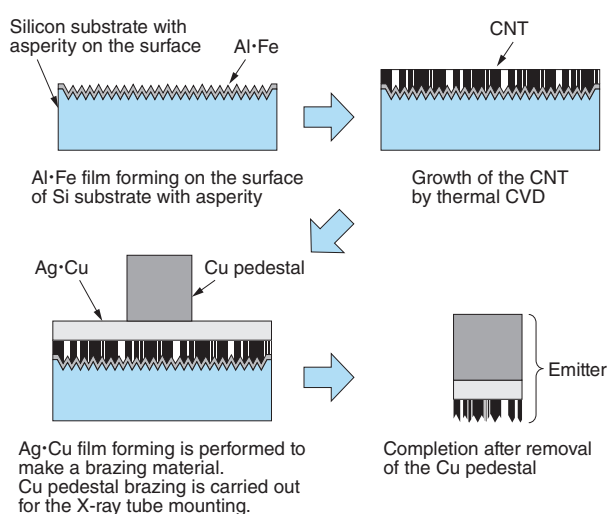 Silicon substrate with
asperity on the surface
Al·Fe
CNT
Al·Fe film forming on the surface
of Si substrate with asperity
Growth of the CNT
by thermal CVD
Ag·Cu
Cu pedestal
Emitter
Ag·Cu film forming is performed to
make a brazing material.
Cu pedestal brazing is carried out
for the X-ray tube mounting.
Completion after removal
of the Cu pedestal